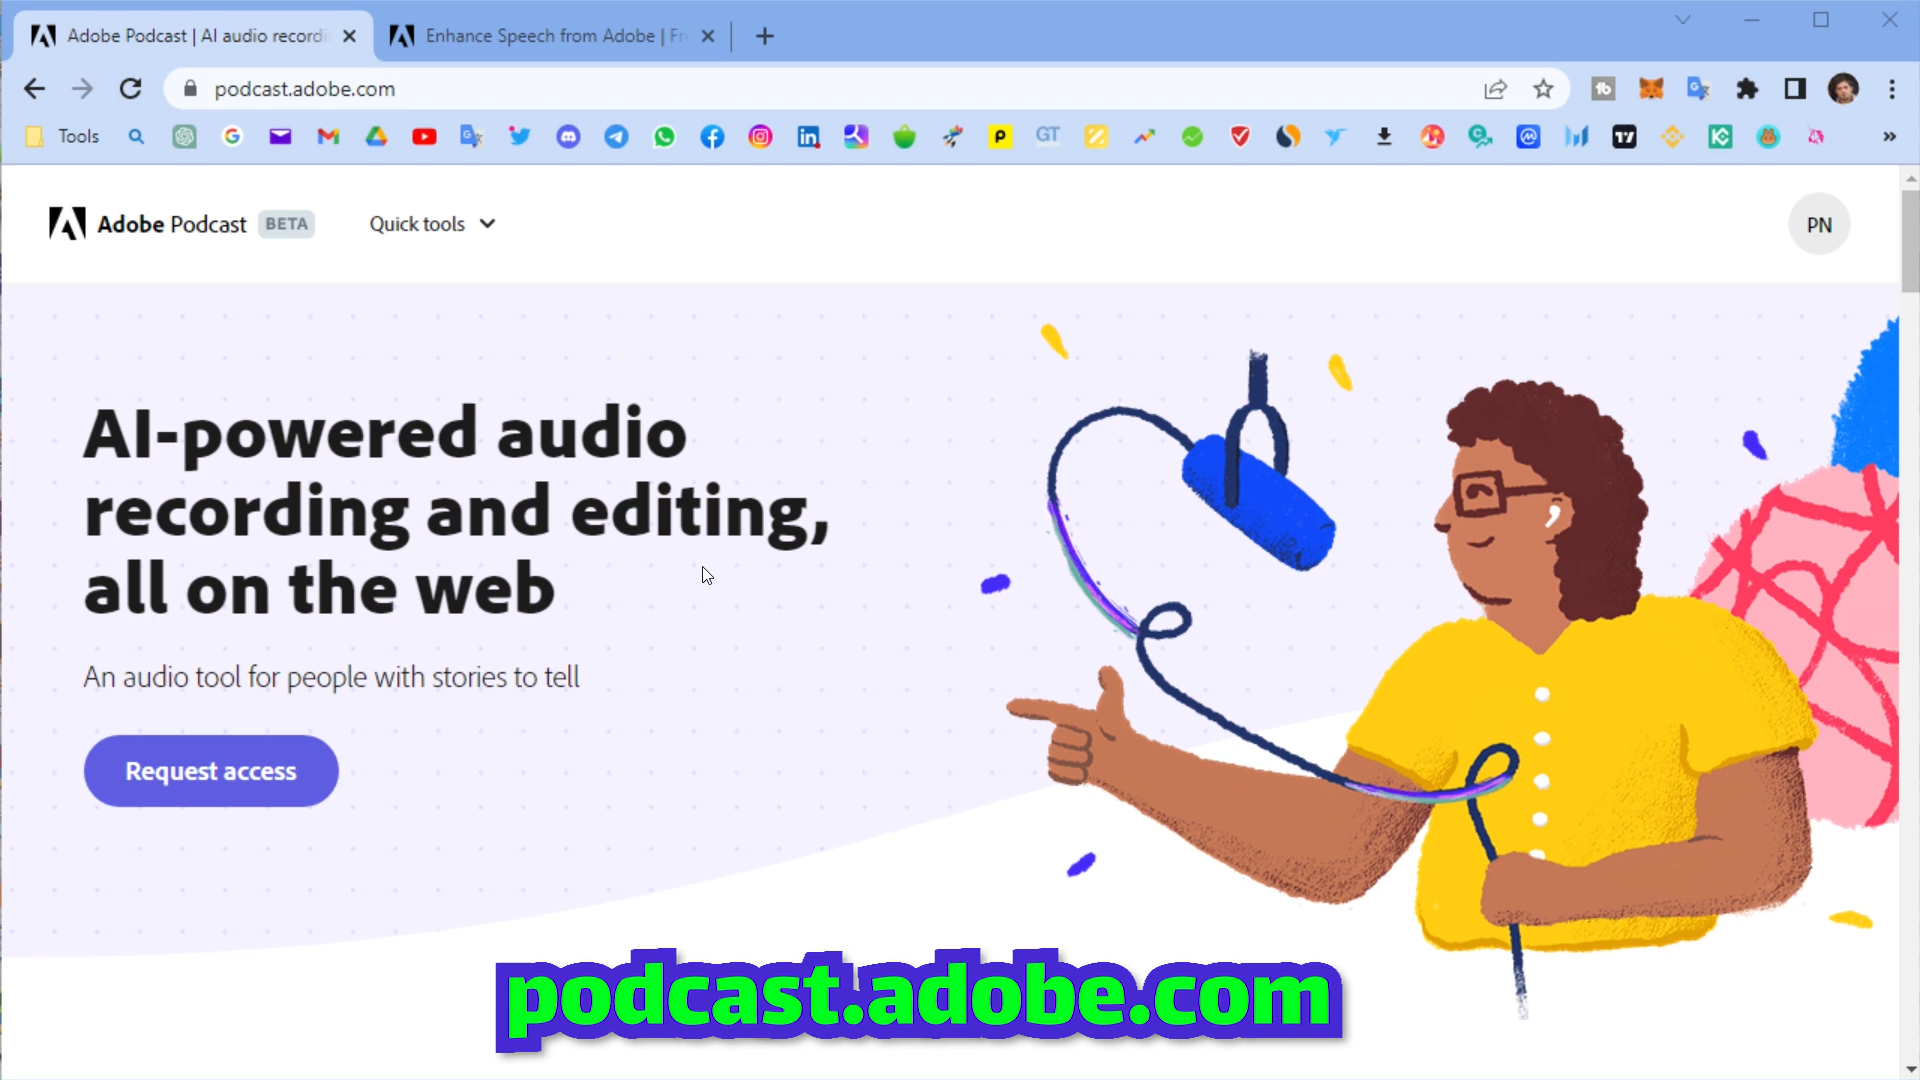 Adobe Podcast | AI audio recordi
Enhance Speech from Adobe | Fr
podcast.adobe.com
Tools
GT
Adobe Podcast BETA
Quick tools
PN
AI-powered audio
recording and editing,
all on the web
An audio tool for people with stories to tell
Request access
podcast.adobe.com